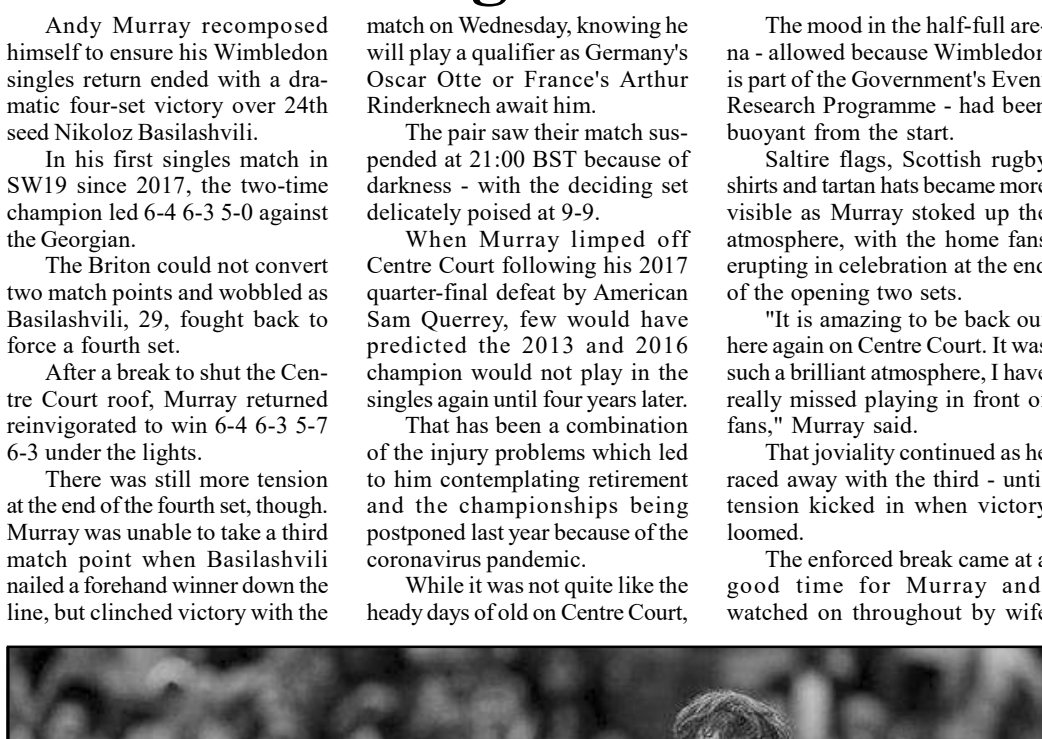 Andy Murray recomposed
himself to ensure his Wimbledon
singles return ended with a dra-
matic four-set victory over 24th
seed Nikoloz Basilashvili.
In his first singles match in
SW19 since 2017, the two-time
champion led 6-4 6-3 5-0 against
the Georgian.
The Briton could not convert
two match points and wobbled as
Basilashvili, 29, fought back to
force a fourth set.
After a break to shut the Cen-
tre Court roof, Murray returned
reinvigorated to win 6-4 6-3 5-7
6-3 under the lights.
There was still more tension
at the end of the fourth set, though.
Murray was unable to take a third
match point when Basilashvili
nailed a forehand winner down the
line, but clinched victory with the
match on Wednesday, knowing he
will play a qualifier as Germany's
Oscar Otte or France's Arthur
Rinderknech await him.
The pair saw their match sus-
pended at 21:00 BST because of
darkness - with the deciding set
delicately poised at 9-9.
When Murray limped off
Centre Court following his 2017
quarter-final defeat by American
Sam Querrey, few would have
predicted the 2013 and 2016
champion would not play in the
singles again until four years later.
That has been a combination
of the injury problems which led
to him contemplating retirement
and the championships being
postponed last year because of the
coronavirus pandemic.
While it was not quite like the
heady days of old on Centre Court,
The mood in the half-full are-
na - allowed because Wimbledon
is part of the Government's Event
Research Programme - had been
buoyant from the start.
Saltire flags, Scottish rugby
shirts and tartan hats became more
visible as Murray stoked up the
atmosphere, with the home fans
erupting in celebration at the end
of the opening two sets.
"It is amazing to be back out
here again on Centre Court. It was
such a brilliant atmosphere, I have
really missed playing in front of
fans," Murray said.
That joviality continued as he
raced away with the third - until
tension kicked in when victory
loomed.
The enforced break came at a
good time for Murray and,
watched on throughout by wife